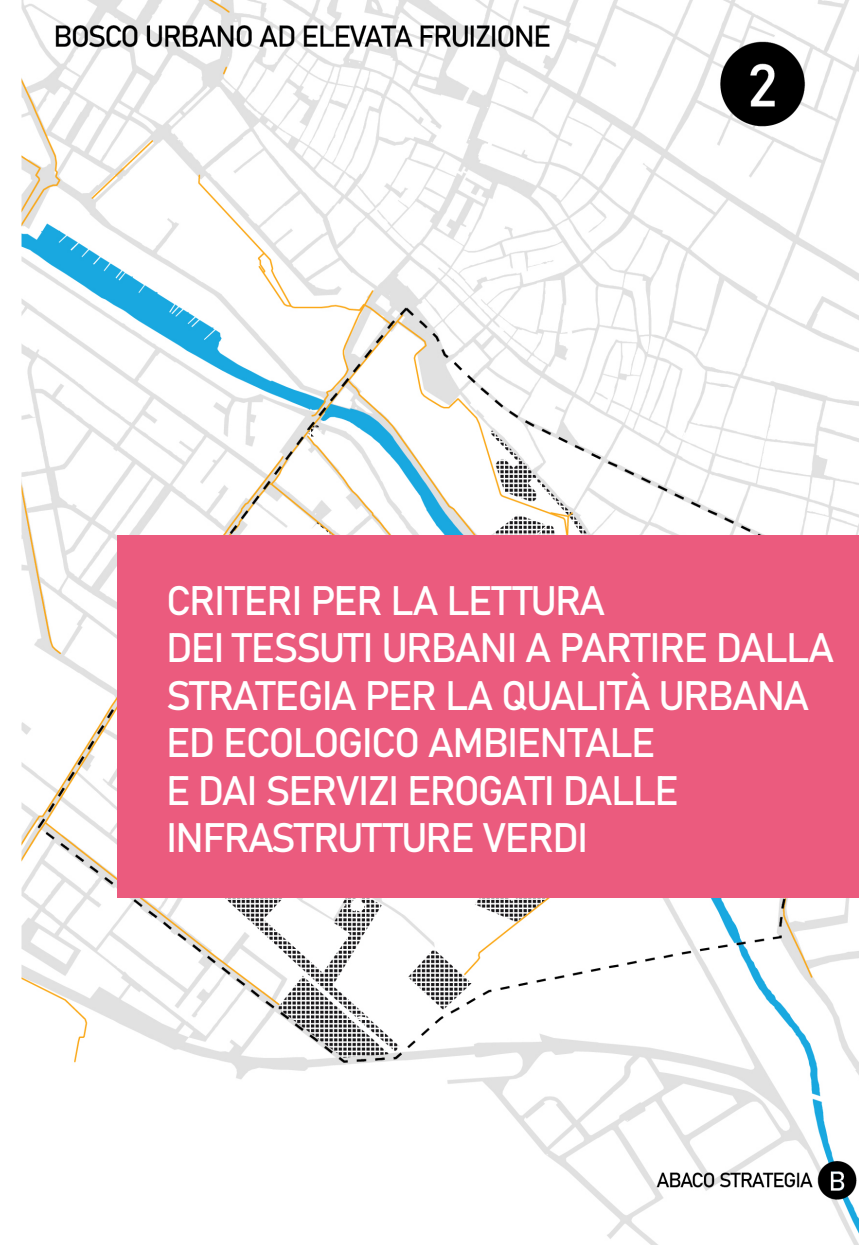 BOSCO URBANO AD ELEVATA FRUIZIONE
2
CRITERI PER LA LETTURA
DEI TESSUTI URBANI A PARTIRE DALLA
STRATEGIA PER LA QUALITÀ URBANA
ED ECOLOGICO AMBIENTALE
E DAI SERVIZI EROGATI DALLE
INFRASTRUTTURE VERDI
ABACO STRATEGIA B